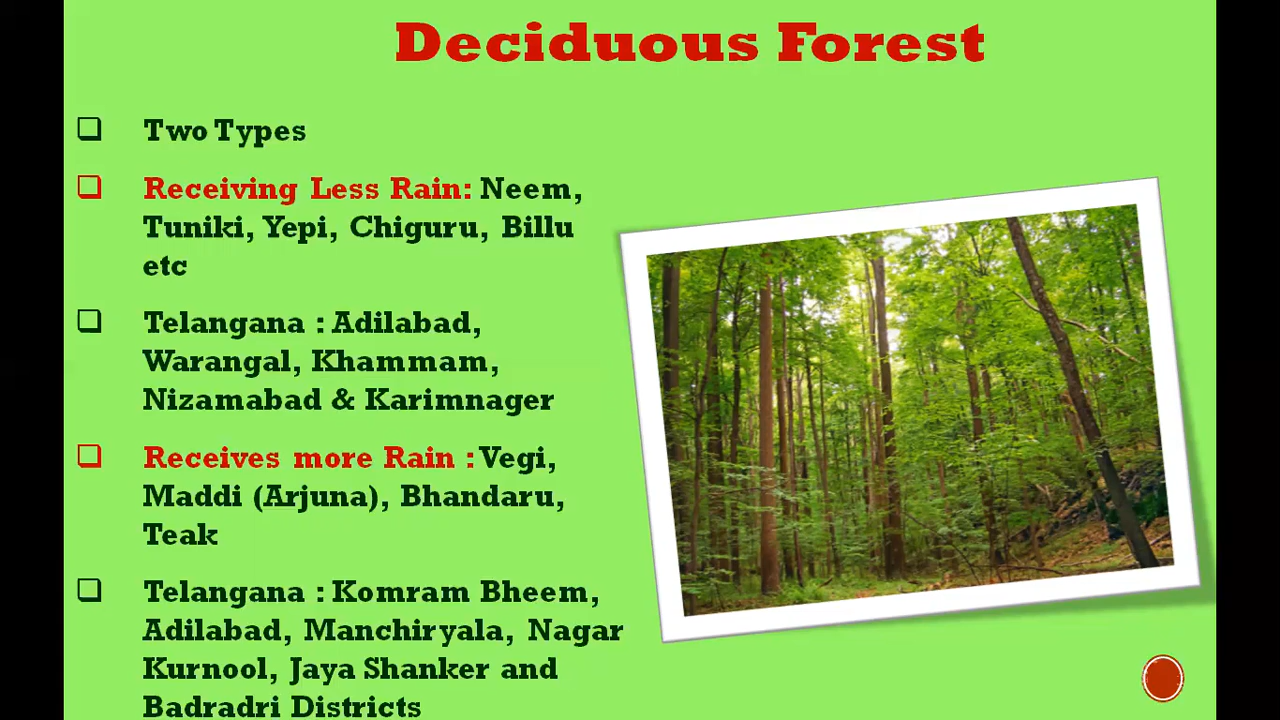 Deciduous Forest
Two Types
Receiving Less Rain: Neem,
Tuniki, Yepi, Chiguru, Billu
etc
Telangana : Adilabad,
Warangal, Khammam,
Nizamabad & Karimnager
Receives more Rain : Vegi,
Maddi (Arjuna), Bhandaru,
Teak
Telangana : Komram Bheem,
Adilabad, Manchiryala, Nagar
Kurnool, Jaya Shanker and
Badradri Districts